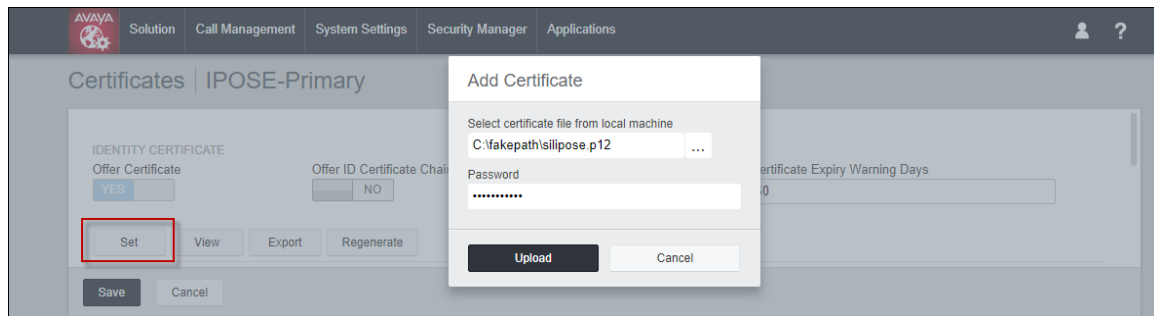 AVAYA
Solution Call Management System Settings Security Manager Applications ?
Certificates | IPOSE-Primary
Add Certificate
Select certificate file from local machine
C:\fakepath\silipose.p12 ...
Password
•••••••••••
Upload Cancel
IDENTITY CERTIFICATE
Offer Certificate Offer ID Certificate Chai ertificate Expiry Warning Days
YES NO 0
Set View Export Regenerate
Save Cancel